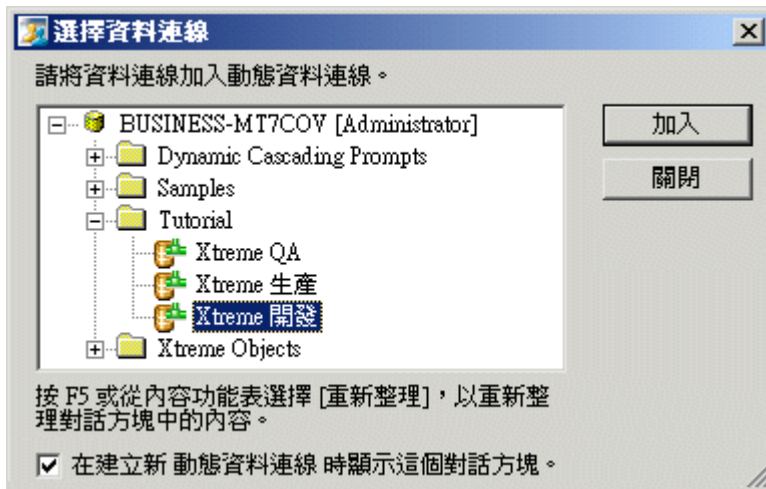 選擇資料連線
請將資料連線加入動態資料連線。
BUSINESS-MT7COV [Administrator]
加入
Dynamic Cascading Prompts
Samples
關閉
Tutorial
Xtreme QA
Xtreme 生產
Xtreme 開發
Xtreme Objects
按 F5 或從內容功能表選擇 [重新整理]，以重新整
理對話方塊中的內容。
在建立新 動態資料連線 時顯示這個對話方塊。